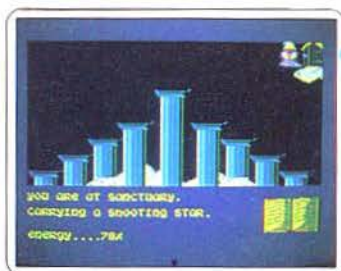 you are at sanctuary.
carrying a shooting star.
energy....78%